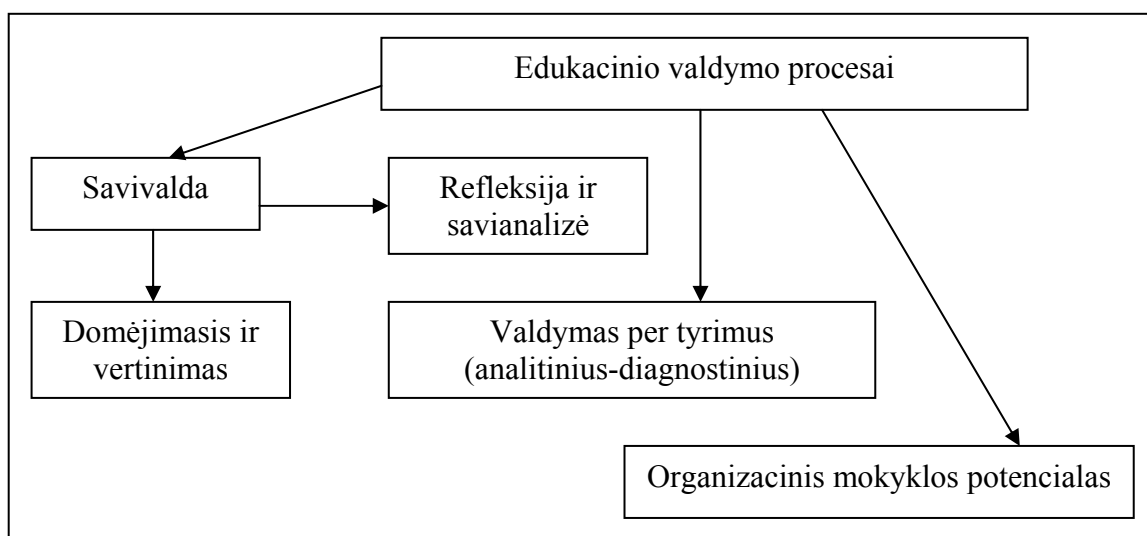 Edukacinio valdymo procesai
Savivalda
Refleksija ir
savianalizė
Domėjimasis ir
vertinimas
Valdymas per tyrimus
(analitinius-diagnostinius)
Organizacinis mokyklos potencialas